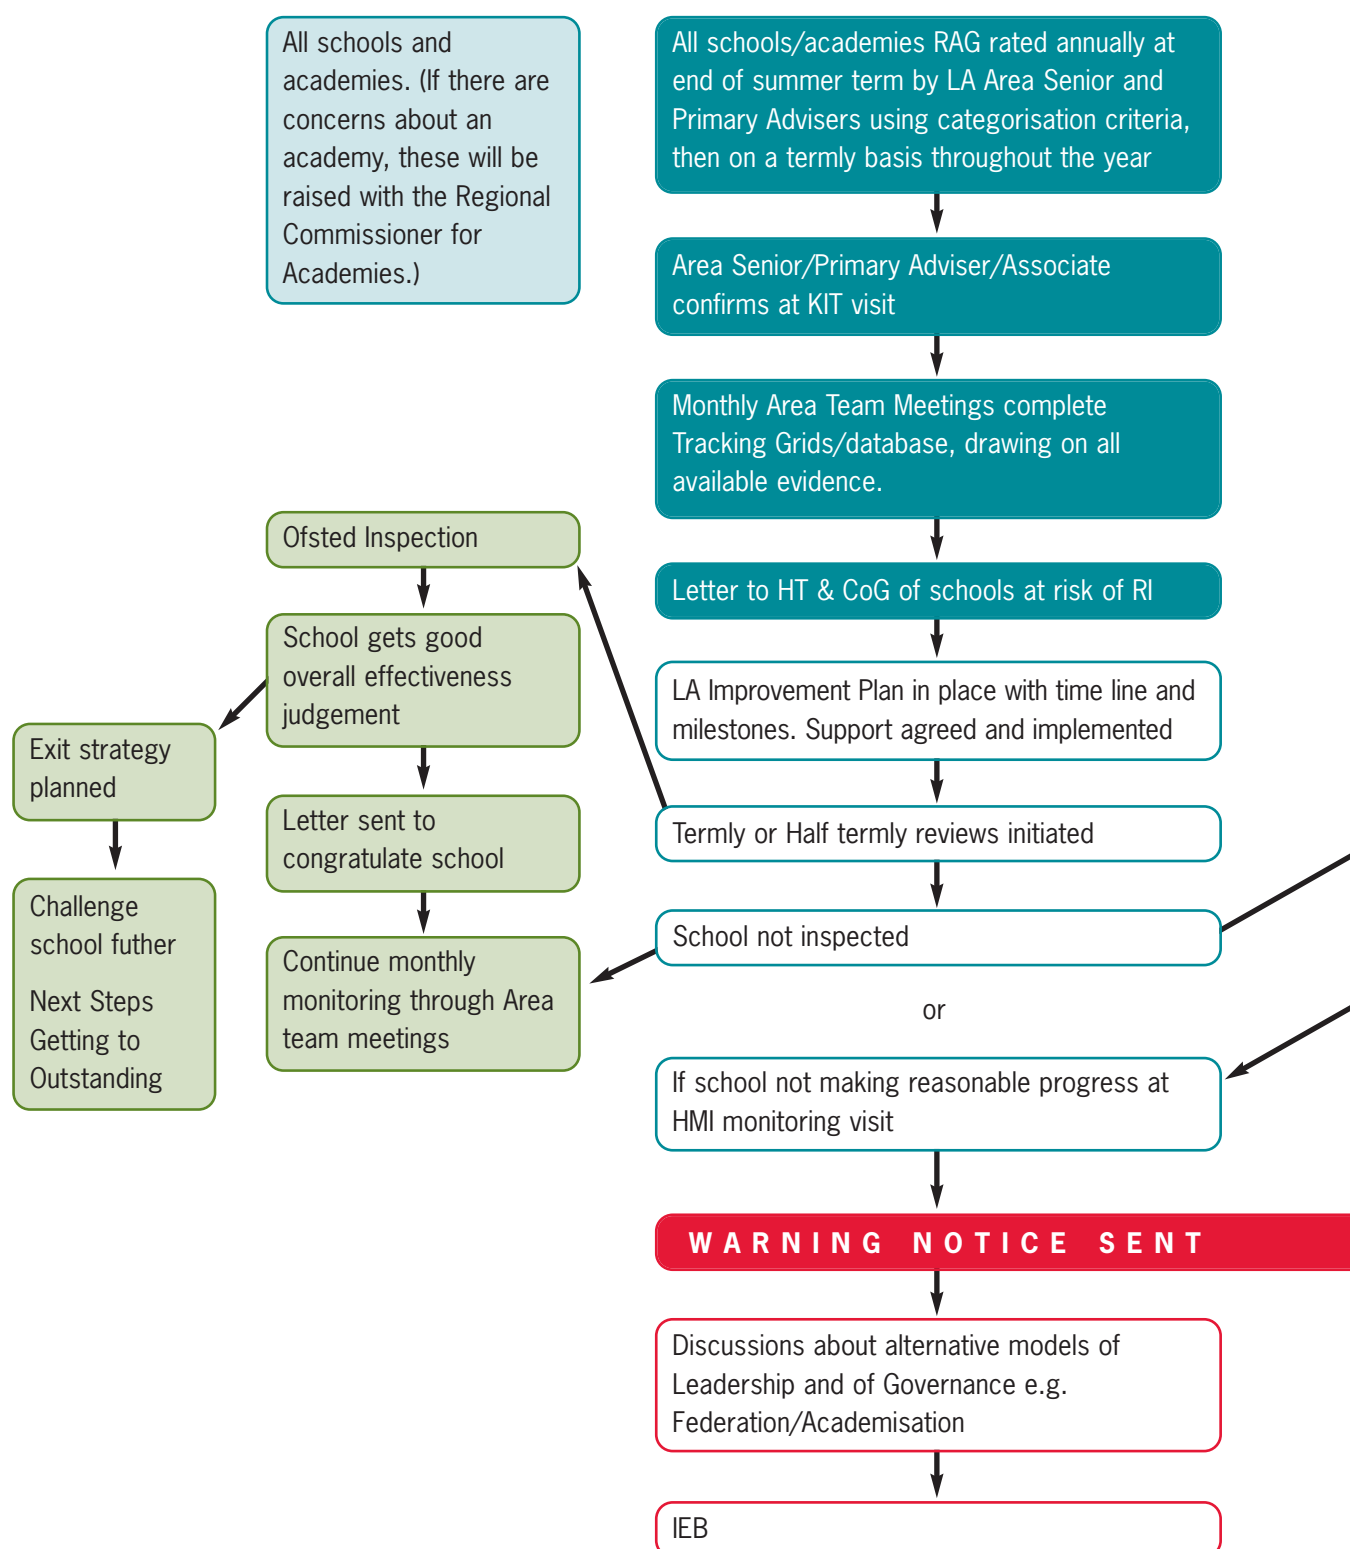 All schools and
academies. (If there are
concerns about an
academy, these will be
raised with the Regional
Commissioner for
Academies.)
All schools/academies RAG rated annually at
end of summer term by LA Area Senior and
Primary Advisers using categorisation criteria,
then on a termly basis throughout the year
Area Senior/Primary Adviser/Associate
confirms at KIT visit
Monthly Area Team Meetings complete
Tracking Grids/database, drawing on all
available evidence.
Letter to HT & CoG of schools at risk of RI
LA Improvement Plan in place with time line and
milestones. Support agreed and implemented
Termly or Half termly reviews initiated
Ofsted Inspection
School gets good
overall effectiveness
judgement
Exit strategy
planned
Challenge
school futher
Next Steps
Getting to
Outstanding
Letter sent to
congratulate school
Continue monthly
monitoring through Area
team meetings
School not inspected
or
If school not making reasonable progress at
HMI monitoring visit
WARNING NOTICE SENT
Discussions about alternative models of
Leadership and of Governance e.g.
Federation/Academisation
IEB